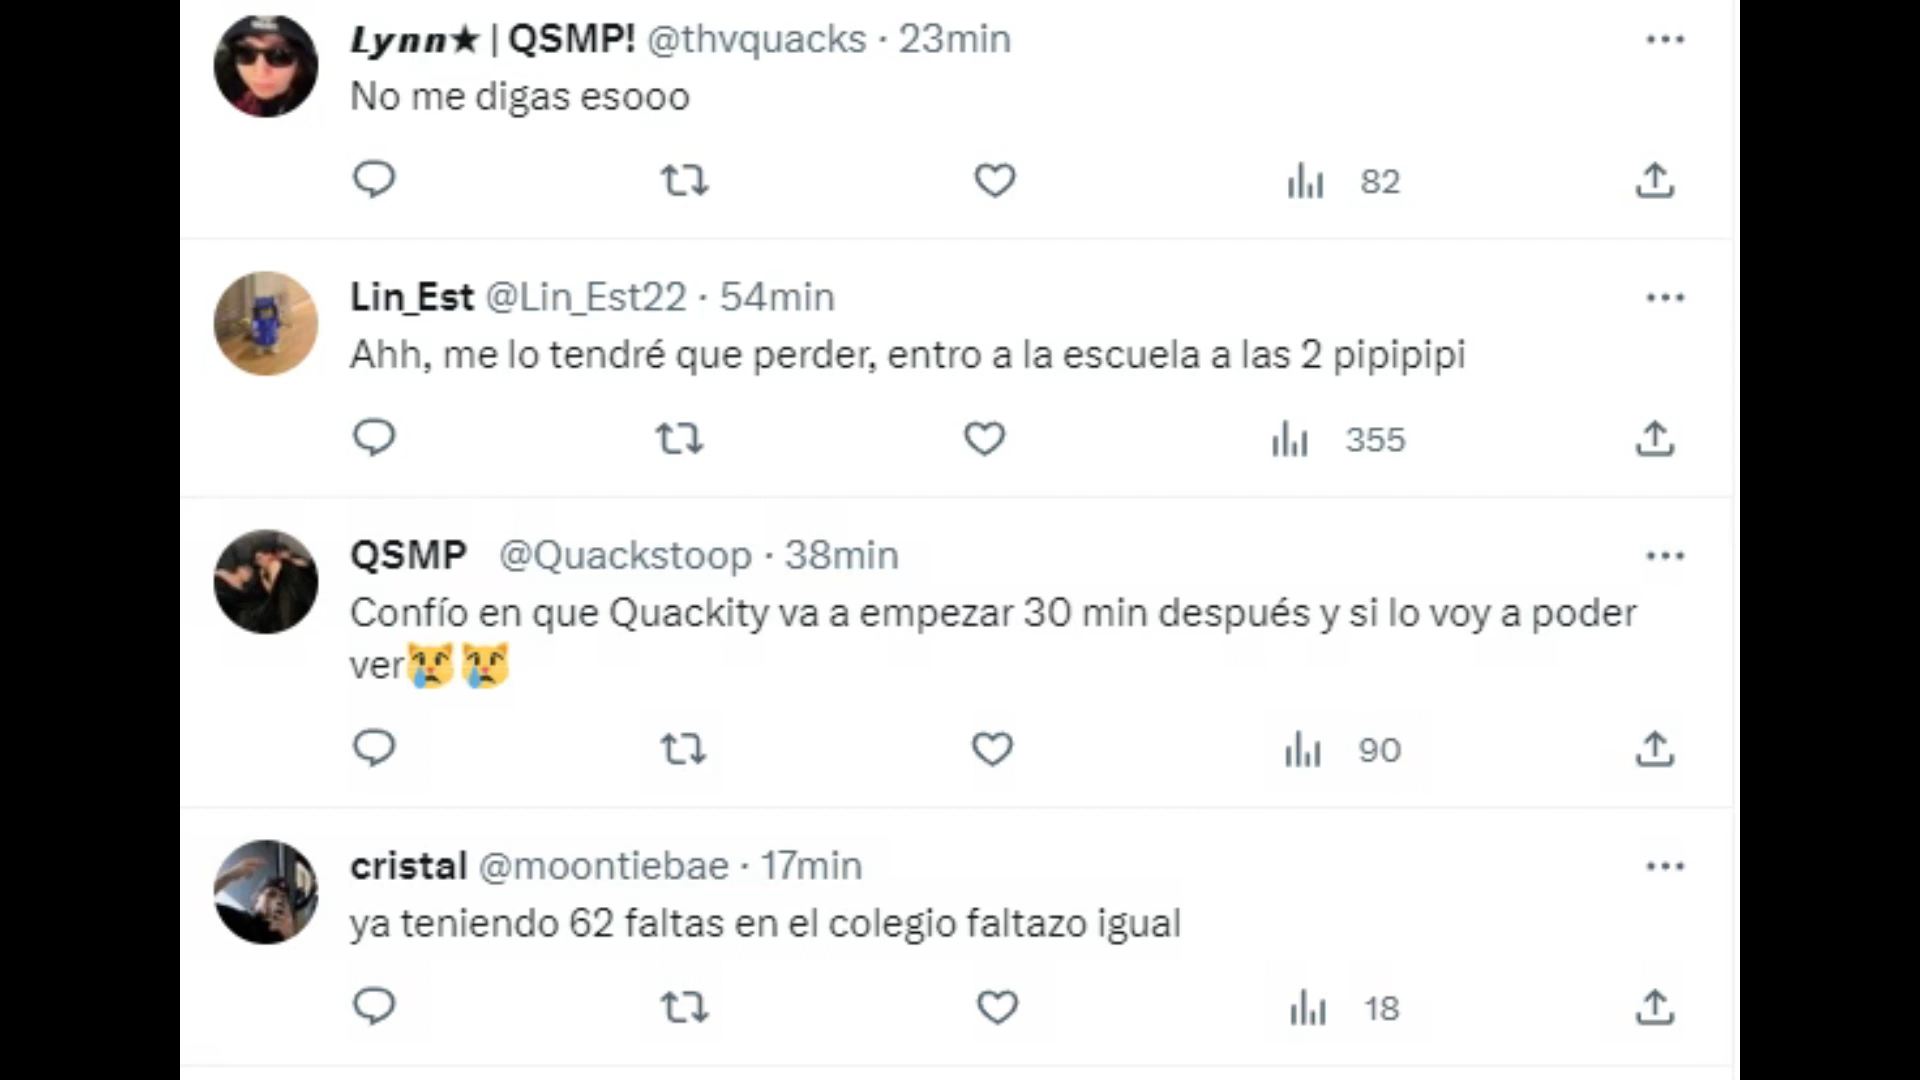 Lynn★ | QSMP! @thvquacks · 23min
No me digas esooo
82
Lin_Est @Lin_Est22 · 54min
Ahh, me lo tendré que perder, entro a la escuela a las 2 pipipipi
355
QSMP @Quackstoop · 38min
Confío en que Quackity va a empezar 30 min después y si lo voy a poder
ver😿😿
90
cristal @moontiebae · 17min
ya teniendo 62 faltas en el colegio faltazo igual
18